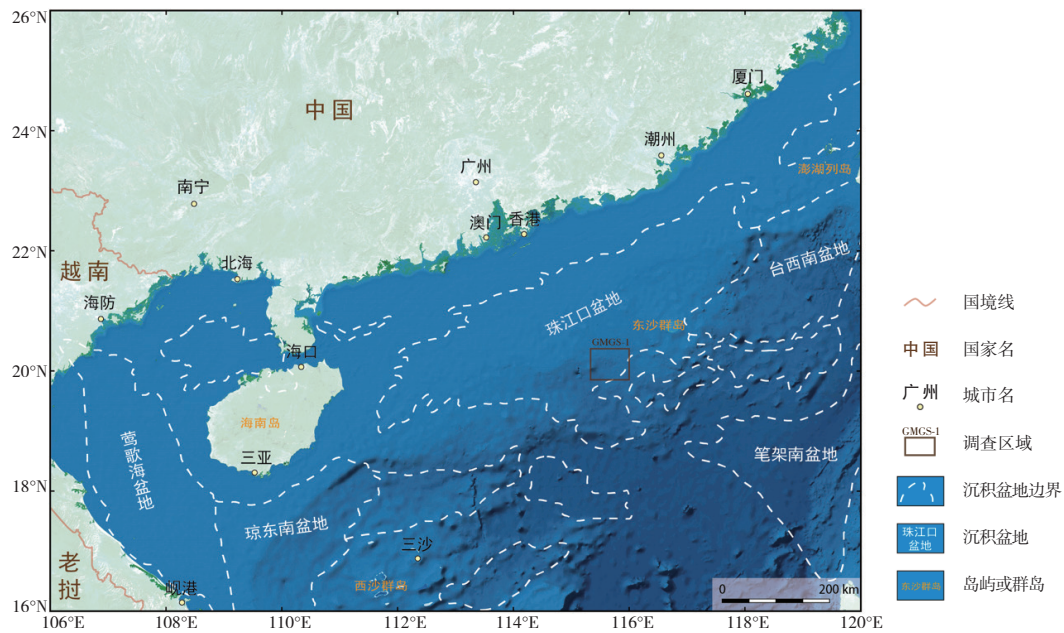 26°N
厦门
中国
24°N
潮州
广州
澎湖列岛
南宁
澳门
香港
22°N
北海
台西南盆地
越南
海防
珠江口盆地
东沙群岛
GMGS-1
海口
20°N
海南岛
莺歌海盆地
三亚
笔架南盆地
18°N
琼东南盆地
三沙
老挝
西沙群岛
岘港
0
200 km
16°N
106°E
108°E
110°E
112°E
114°E
116°E
118°E
120°E
国境线
中国
国家名
广州
城市名
GMGS-1
调查区域
沉积盆地边界
珠江口
盆地
沉积盆地
东沙群岛
岛屿或群岛